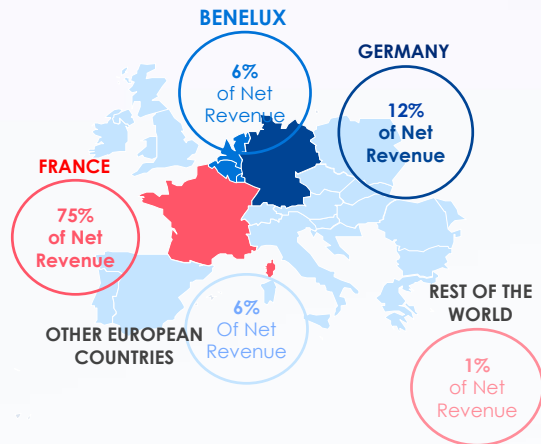 BENELUX
6%
of Net
Revenue
GERMANY
12%
of Net
Revenue
FRANCE
75%
of Net
Revenue
OTHER EUROPEAN
COUNTRIES
6%
Of Net
Revenue
REST OF THE
WORLD
1%
of Net
Revenue